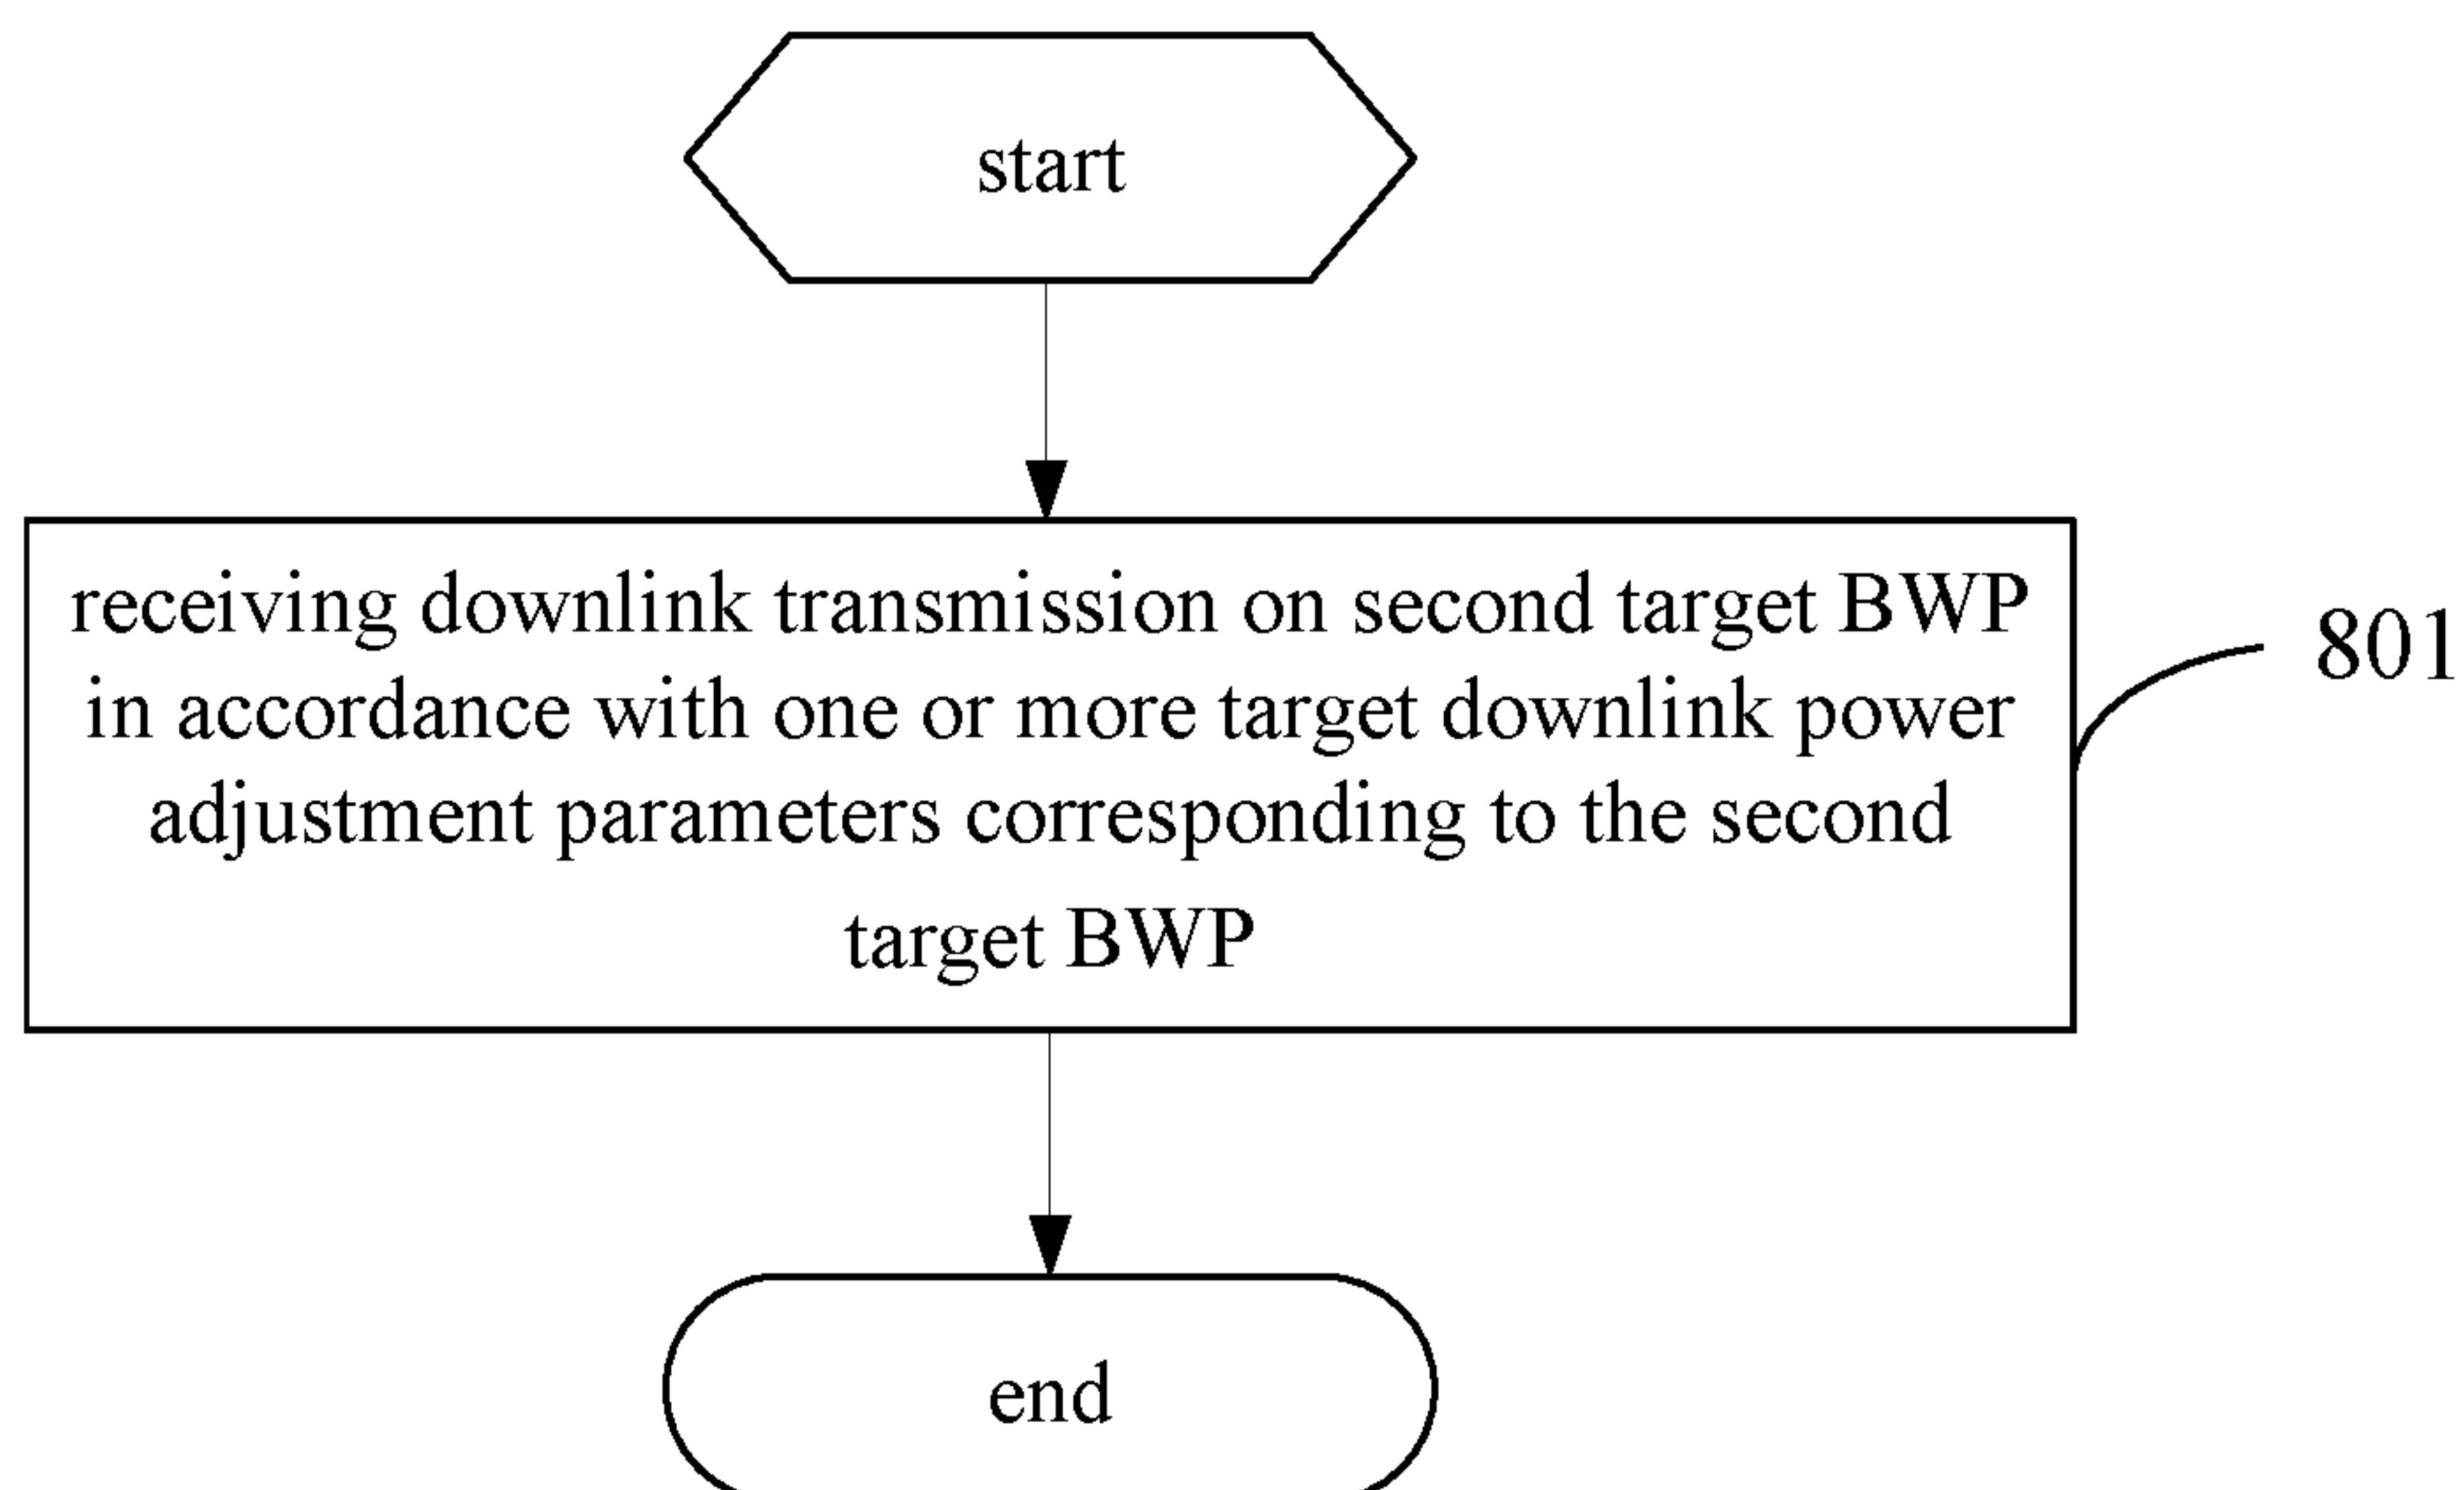 start
receiving downlink transmission on second target BWP
in accordance with one or more target downlink power
adjustment parameters corresponding to the second
target BWP
801
end